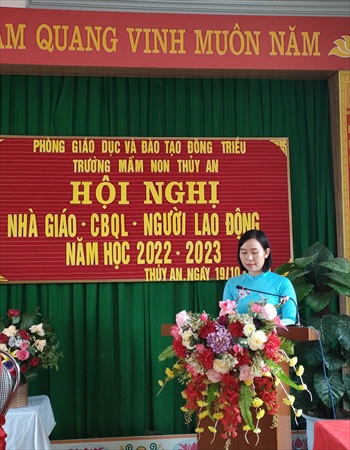 AM QUANG VINH MUÔN NĂM
PHÒNG GIÁO DỤC VÀ ĐÀO TẠO ĐÔNG TRIỀU
TRƯỜNG MẦM NON THỦY AN
HỘI NGHỊ
NHÀ GIÁO - CBQL - NGƯỜI LAO ĐỘNG
NĂM HỌC 2022 - 2023
THỦY AN, NGÀY 19/10